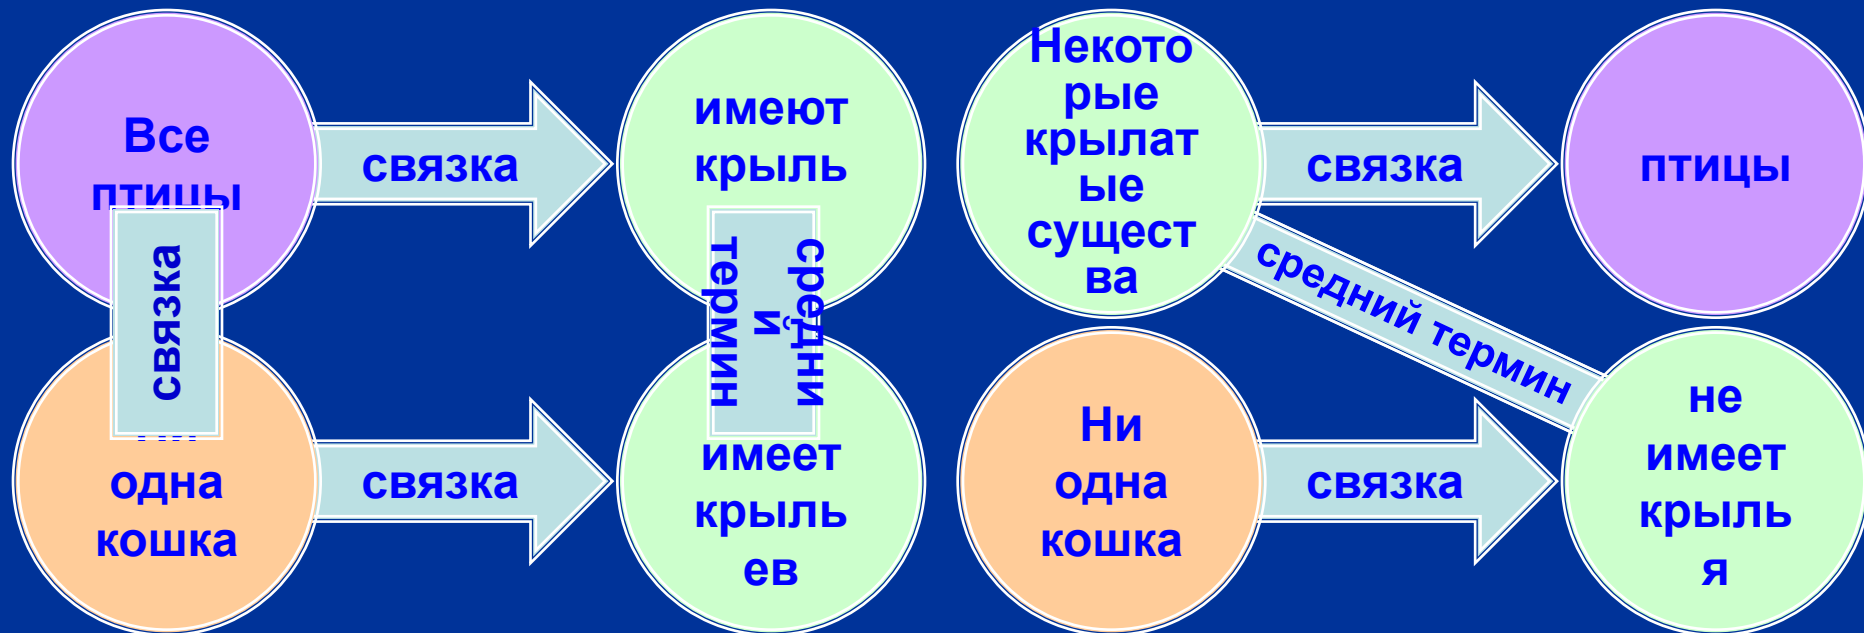 Все
птицы
связка
имеют
крыль
связка
средни
й
термин
одна
кошка
связка
имеет
крыль
ев
Некото
рые
крылат
ые
сущест
ва
связка
птицы
средний термин
Ни
одна
кошка
связка
не
имеет
крыль
я